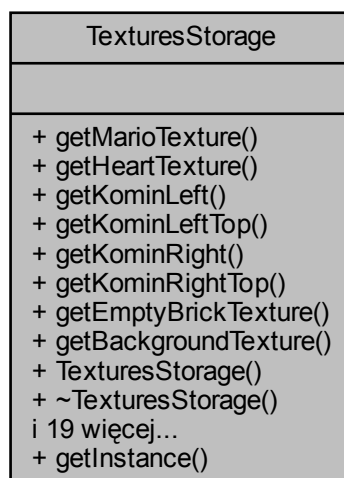 TexturesStorage
+ getMarioTexture()
+ getHeartTexture()
+ getKominLeft()
+ getKominLeftTop()
+ getKominRight()
+ getKominRightTop()
+ getEmptyBrickTexture()
+ getBackgroundTexture()
+ TexturesStorage()
+ ~TexturesStorage()
i 19 więcej...
+ getInstance()